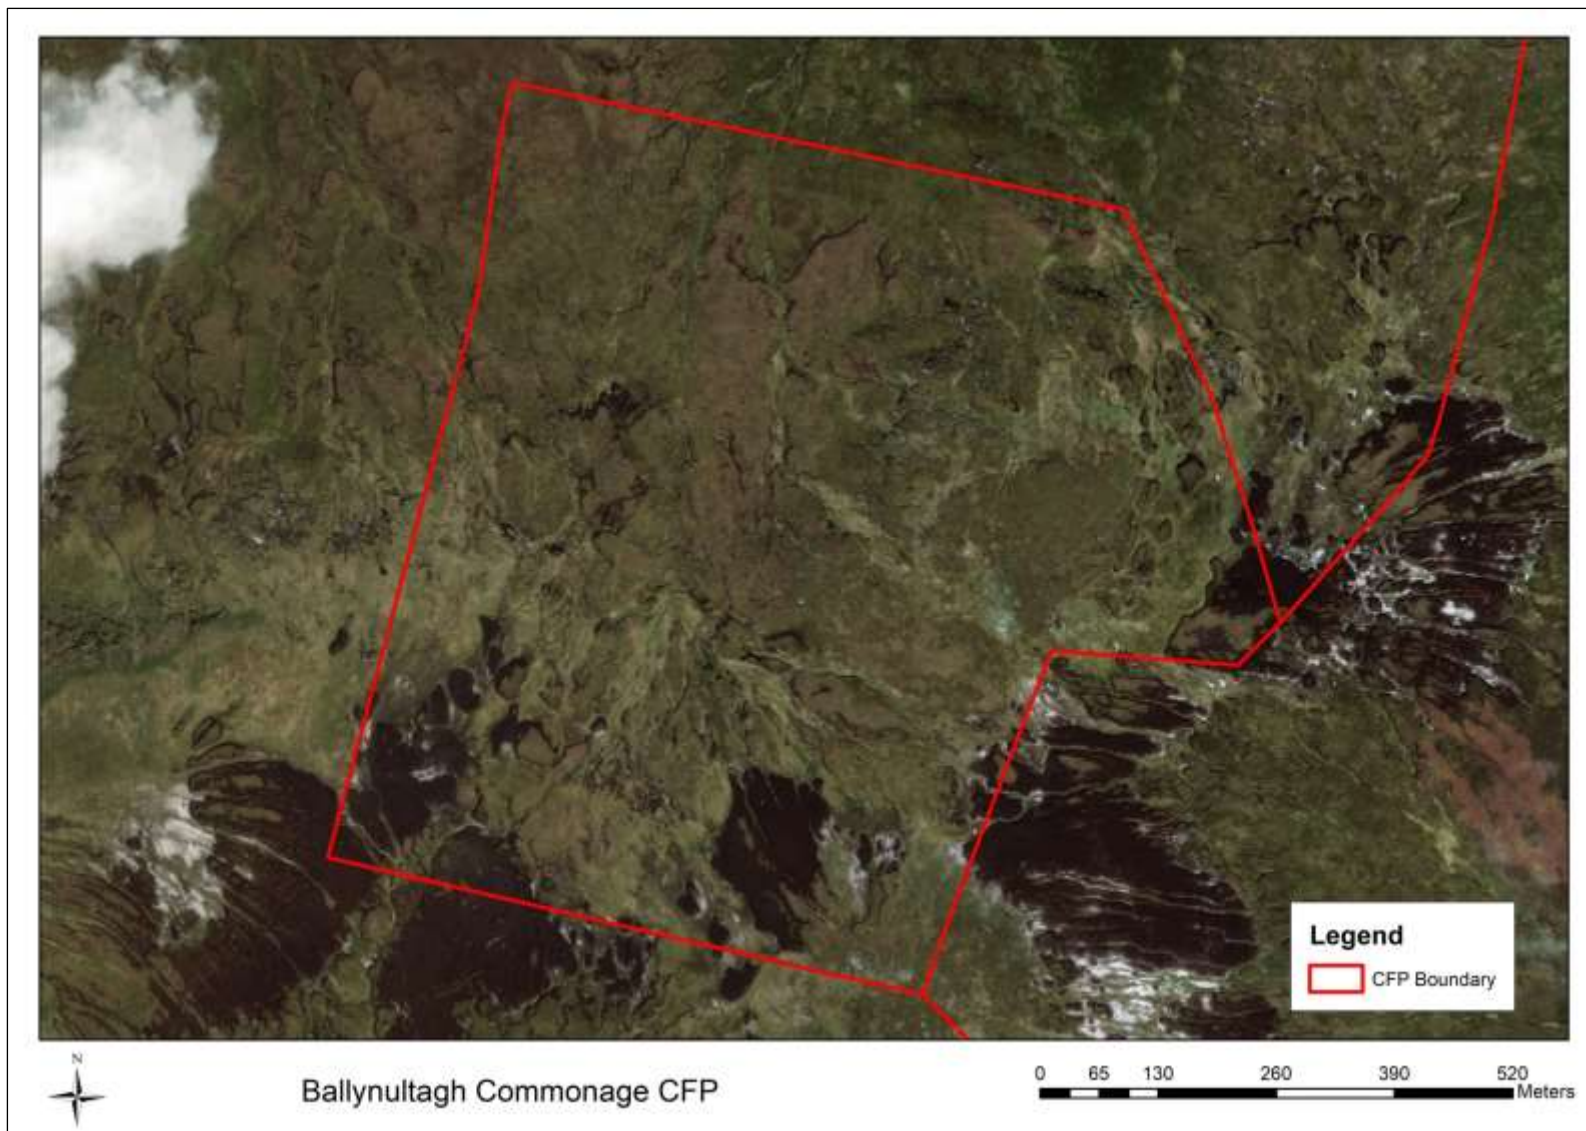 Legend
CFP Boundary
N
Ballynultagh Commonage CFP
0 65 130 260 390 520
Meters